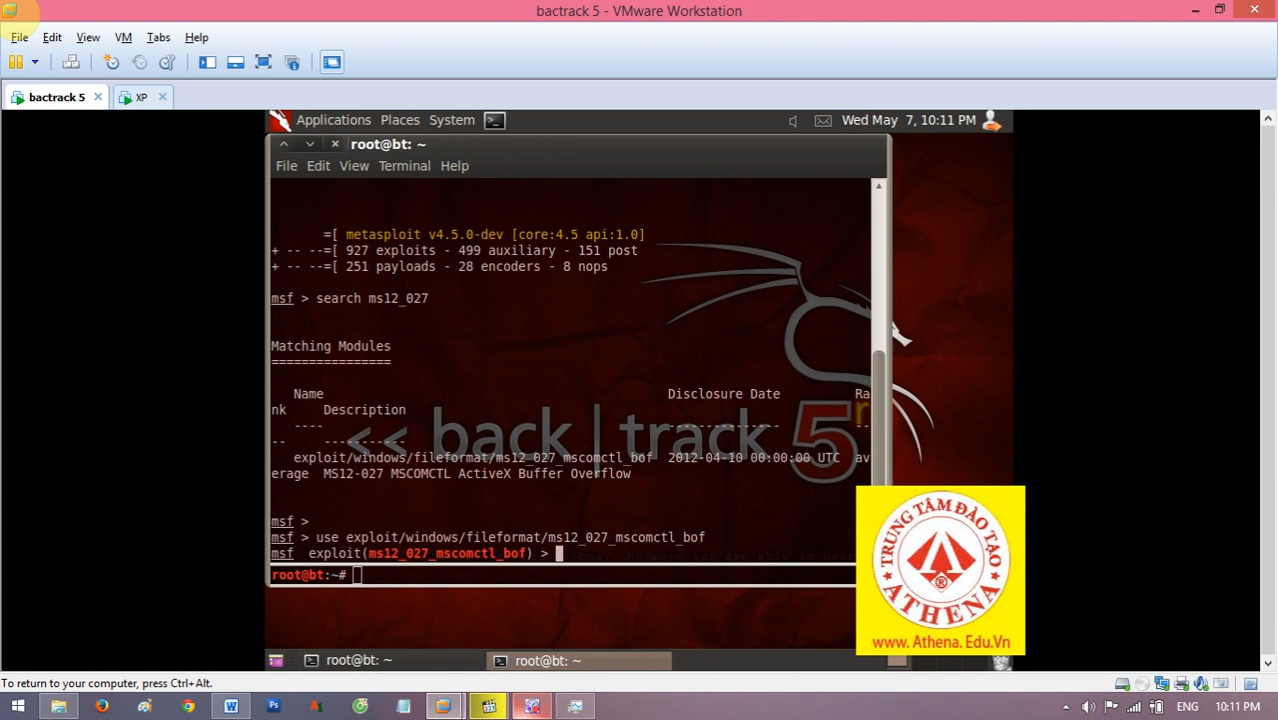 bactrack 5 - VMware Workstation
File Edit View VM Tabs Help
bactrack 5 XP
Applications Places System Wed May 7, 10:11 PM
root@bt: ~
File Edit View Terminal Help
=[ metasploit v4.5.0-dev [core:4.5 api:1.0]
+ -- --=[ 927 exploits - 499 auxiliary - 151 post
+ -- --=[ 251 payloads - 28 encoders - 8 nops
msf > search ms12_027
Matching Modules
================
Name Disclosure Date Ra
nk Description
---- --------------- --
-- -----------
exploit/windows/fileformat/ms12_027_mscomctl_bof 2012-04-10 00:00:00 UTC av
erage MS12-027 MSCOMCTL ActiveX Buffer Overflow
<< back | track 5
msf >
msf > use exploit/windows/fileformat/ms12_027_mscomctl_bof
msf exploit(ms12_027_mscomctl_bof) >
root@bt:~#
TRUNG TÂM ĐÀO TẠO
ATHENA
®
www. Athena. Edu.Vn
root@bt: ~ root@bt: ~
To return to your computer, press Ctrl+Alt.
ENG 10:11 PM